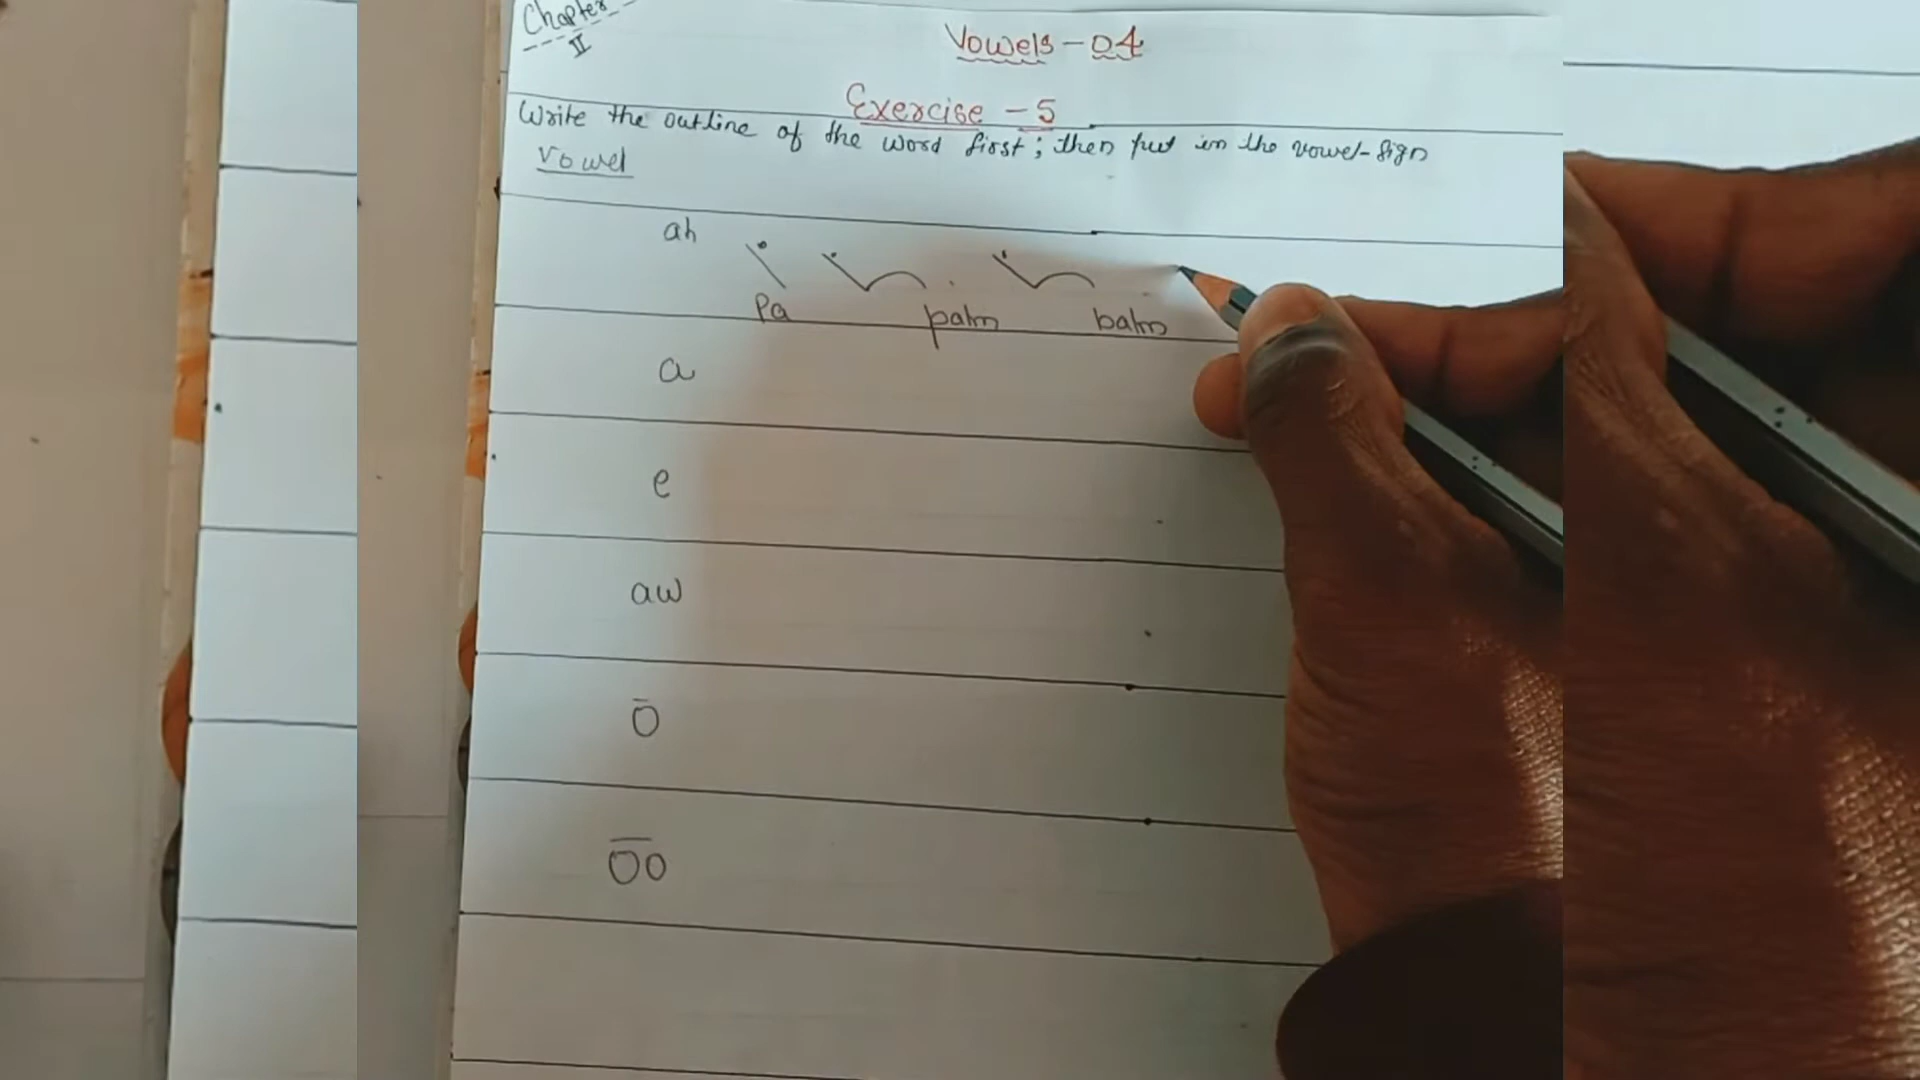 Chapter
II
Vowels - 04
Exercise - 5
Write the outline of the word first; then put in the vowel-sign
Vowel
ah
Pa palm balm
a
e
aw
ō
o̅o̅